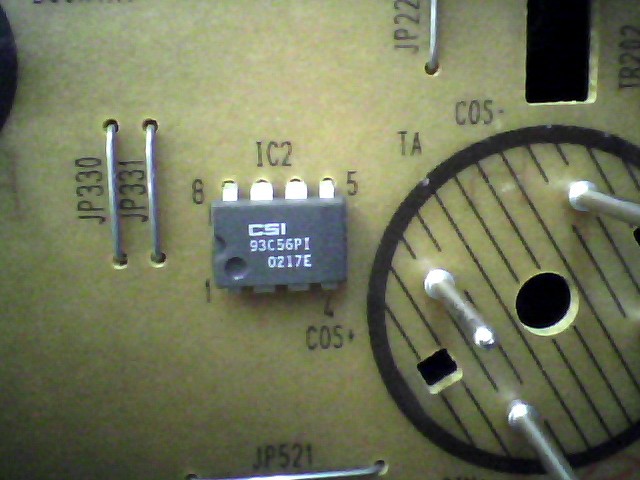 JP22
TR202
COS-
TA
IC2
8
5
JP330
JP331
CSI
93C56PI
0217E
1
4
COS+
JP521